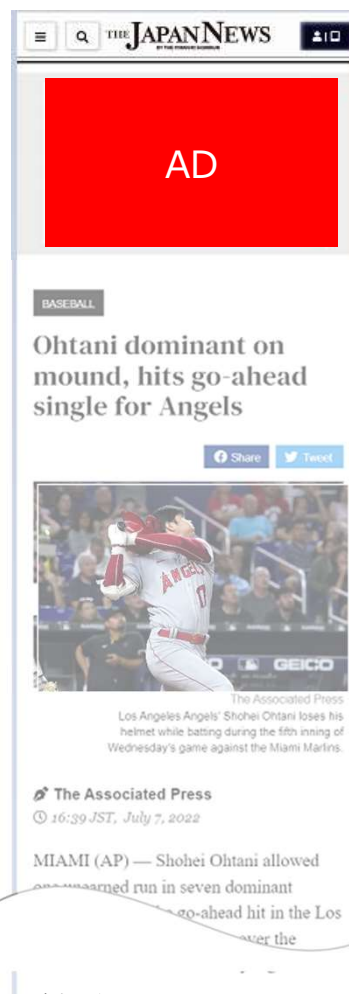 THE JAPAN NEWS
BY THE YOMIURI SHIMBUN
AD
BASEBALL
Ohtani dominant on
mound, hits go-ahead
single for Angels
Share
Tweet
ANGELS
17
GEICO
The Associated Press
Los Angeles Angels' Shohei Ohtani loses his
helmet while batting during the fifth inning of
Wednesday's game against the Miami Marlins.
The Associated Press
16:39 JST, July 7, 2022
MIAMI (AP) — Shohei Ohtani allowed
one unearned run in seven dominant
go-ahead hit in the Los
over the